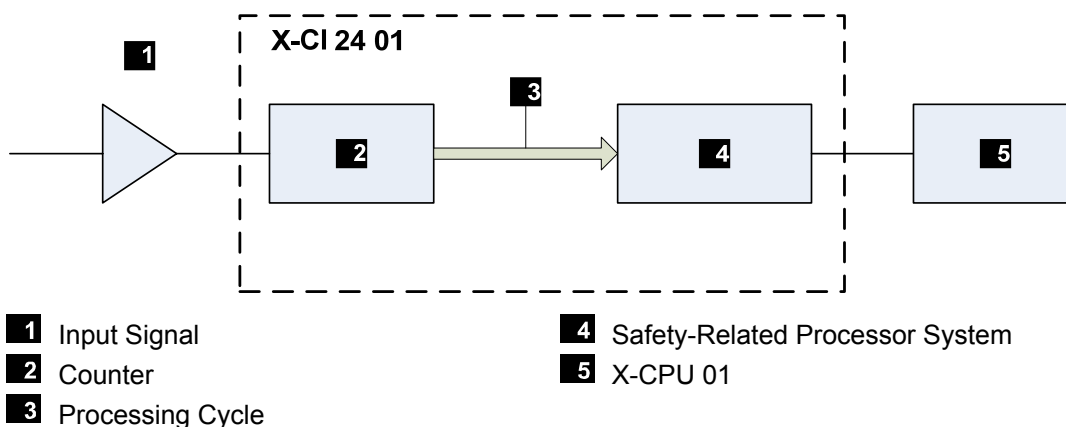 X-CI 24 01
1
3
2
4
5
1 Input Signal
2 Counter
3 Processing Cycle
4 Safety-Related Processor System
5 X-CPU 01